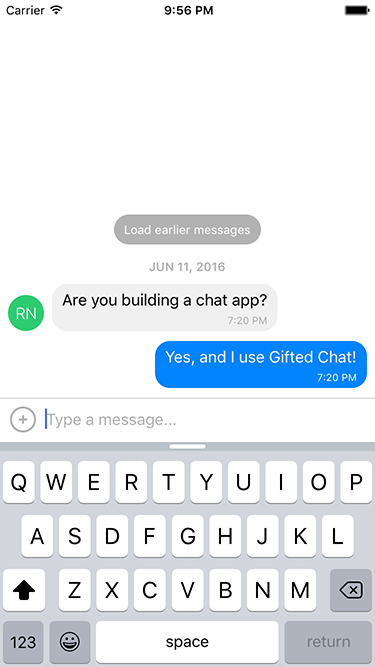 Carrier 9:56 PM
Load earlier messages
JUN 11, 2016
Are you building a chat app?
RN
7:20 PM
Yes, and I use Gifted Chat!
7:20 PM
+ Type a message...
Q W E R T Y U I O P
A S D F G H J K L
Z X C V B N M
123 space return